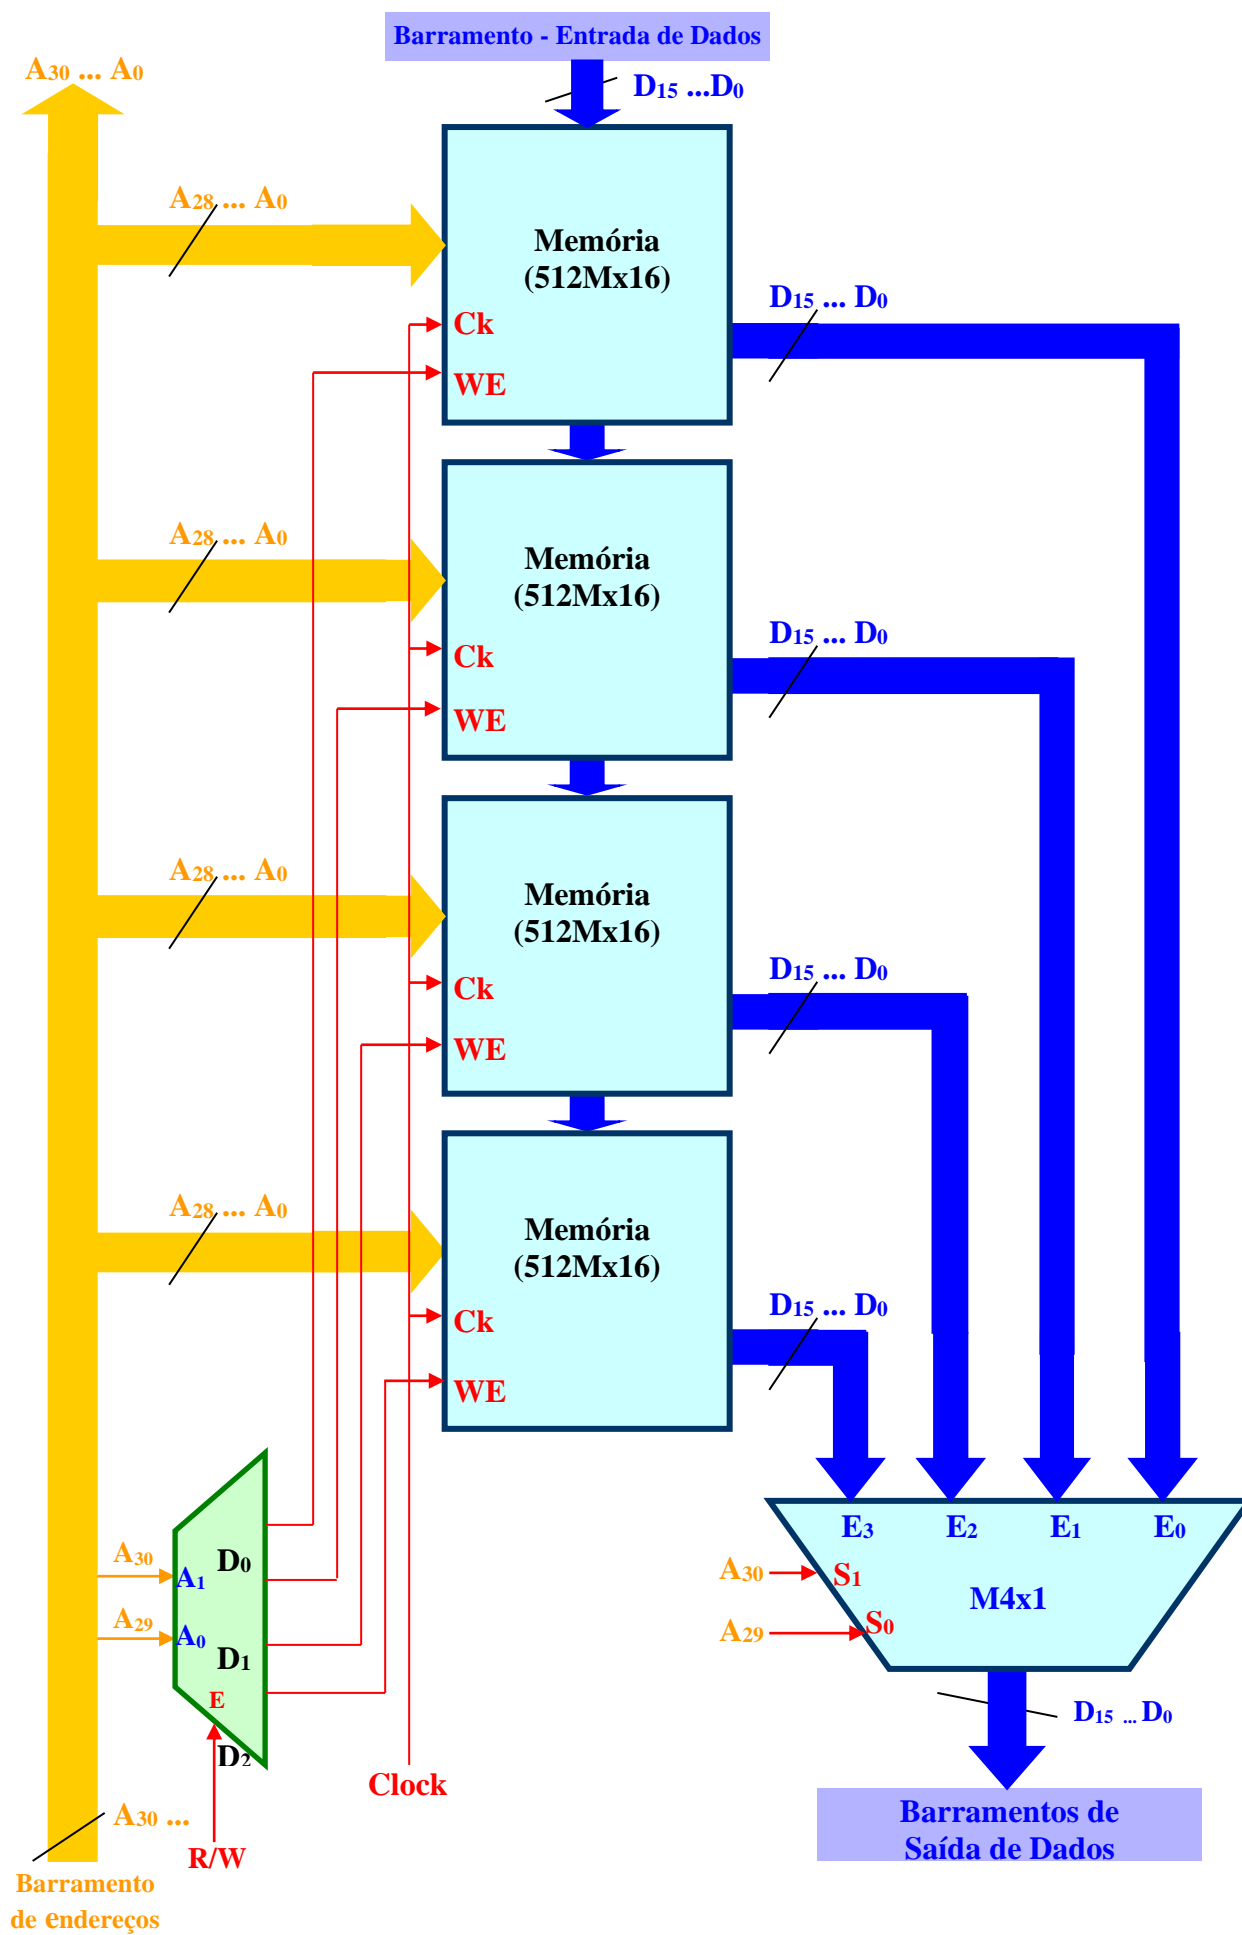 Barramento - Entrada de Dados
A30 ... A0
D15 ...D0
A28 ... A0
Memória
(512Mx16)
D15 ... D0
Ck
WE
A28 ... A0
Memória
(512Mx16)
D15 ... D0
Ck
WE
A28 ... A0
Memória
(512Mx16)
D15 ... D0
Ck
WE
A28 ... A0
Memória
(512Mx16)
D15 ... D0
Ck
WE
E3 E2 E1 E0
A30
D0
A1
A30
S1
M4x1
A29
A0
D1
A29
S0
E
D2
D15 ... D0
Clock
A30 ...
R/W
Barramentos de
Saída de Dados
Barramento
de endereços